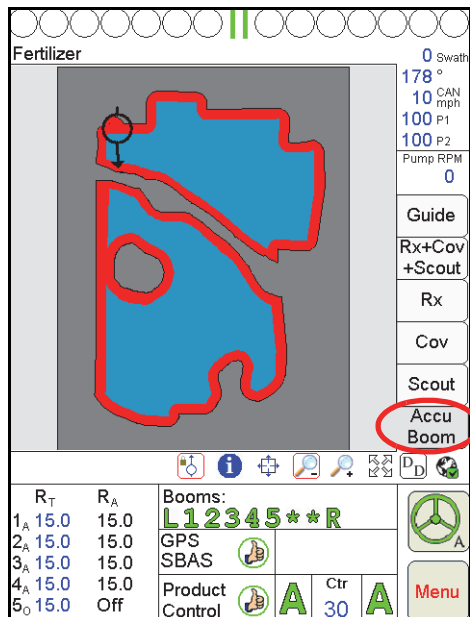 Fertilizer
0 Swath
178 °
10 CAN mph
100 P1
100 P2
Pump RPM
0
Guide
Rx+Cov
+Scout
Rx
Cov
Scout
Accu
Boom
i
DD
RT RA
1A 15.0 15.0
2A 15.0 15.0
3A 15.0 15.0
4A 15.0 15.0
5O 15.0 Off
Booms:
L12345**R
GPS
SBAS
Product
Control
A
Ctr
30
A
A
Menu